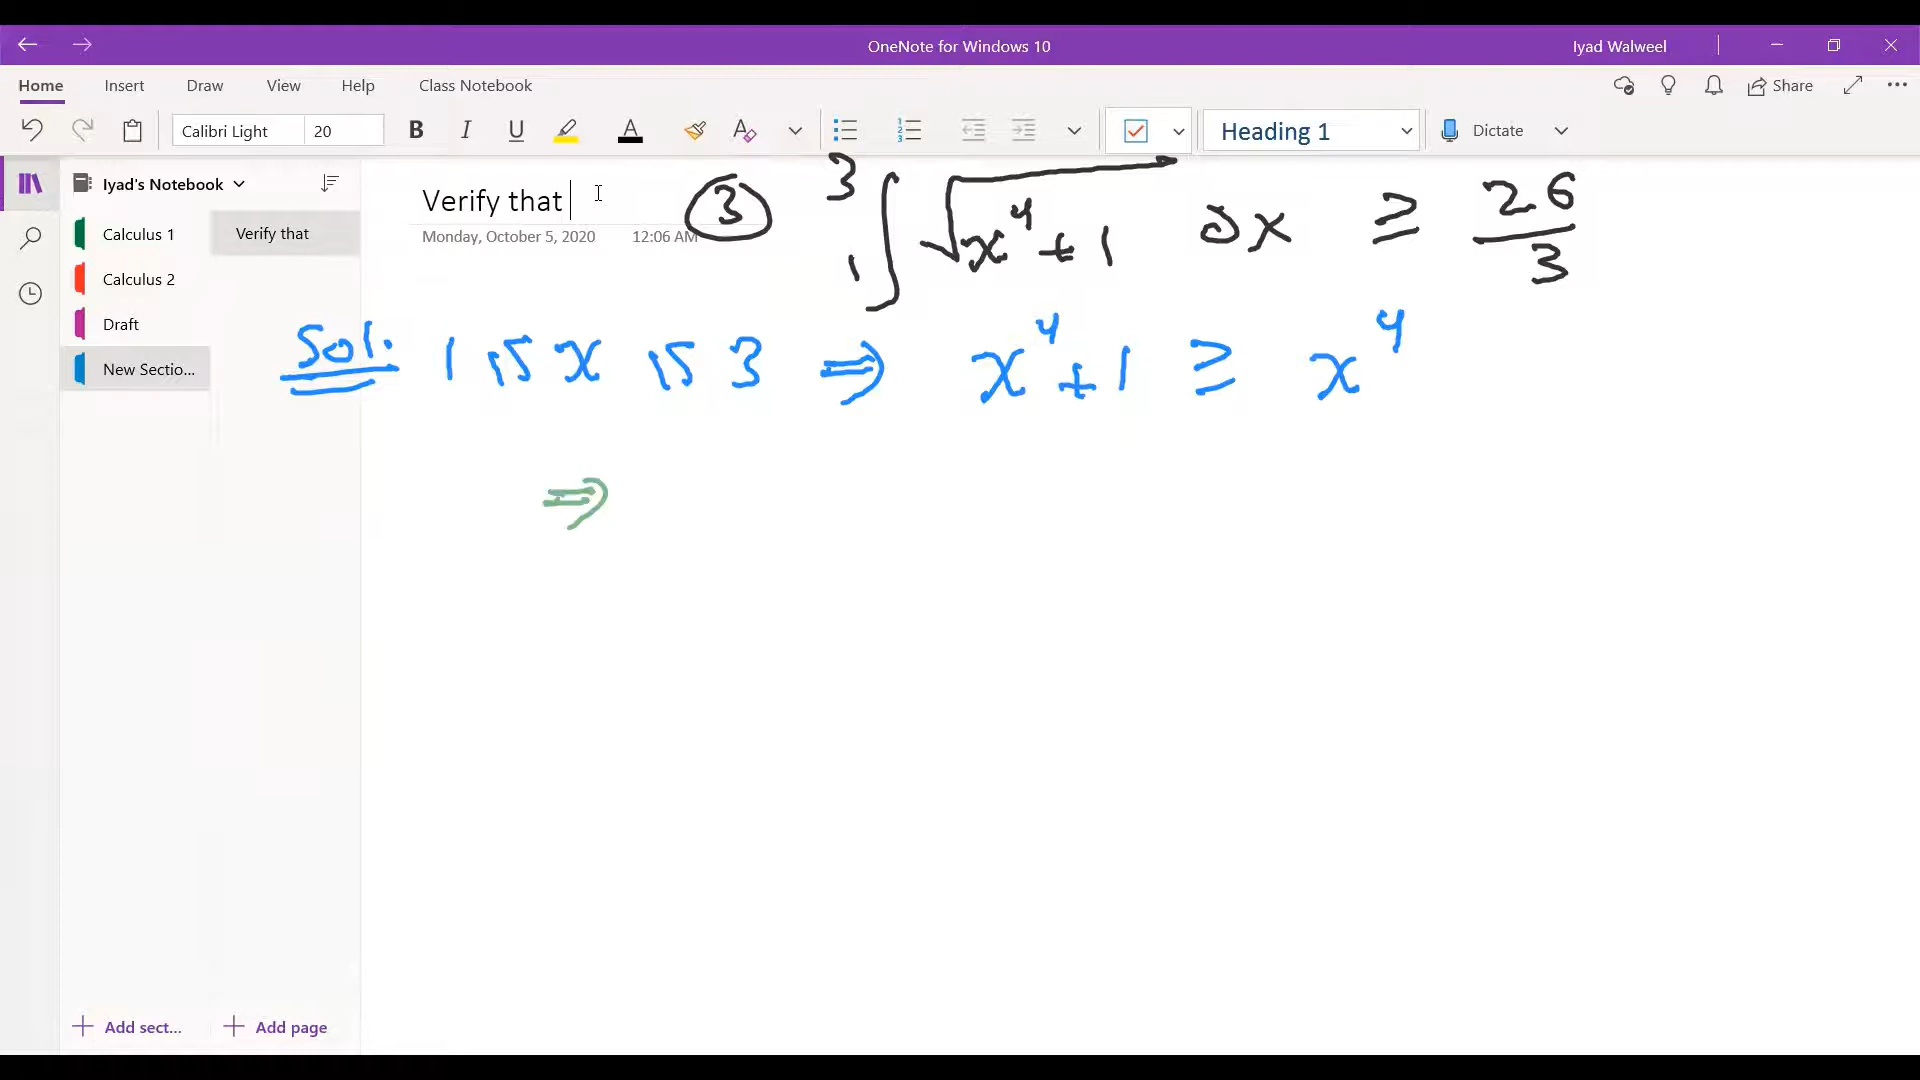 OneNote for Windows 10
Iyad Walweel
Home Insert Draw View Help Class Notebook
Share
Calibri Light 20 B I U A A Heading 1 Dictate
Iyad's Notebook
Calculus 1
Calculus 2
Draft
New Sectio...
Verify that
Verify that
Monday, October 5, 2020 12:06 AM
③ ∫₁³ √(x⁴+1) dx ≥ 26/3
Sol: 1 ≤ x ≤ 3 ⇒ x⁴+1 ≥ x⁴
⇒
+ Add sect... + Add page